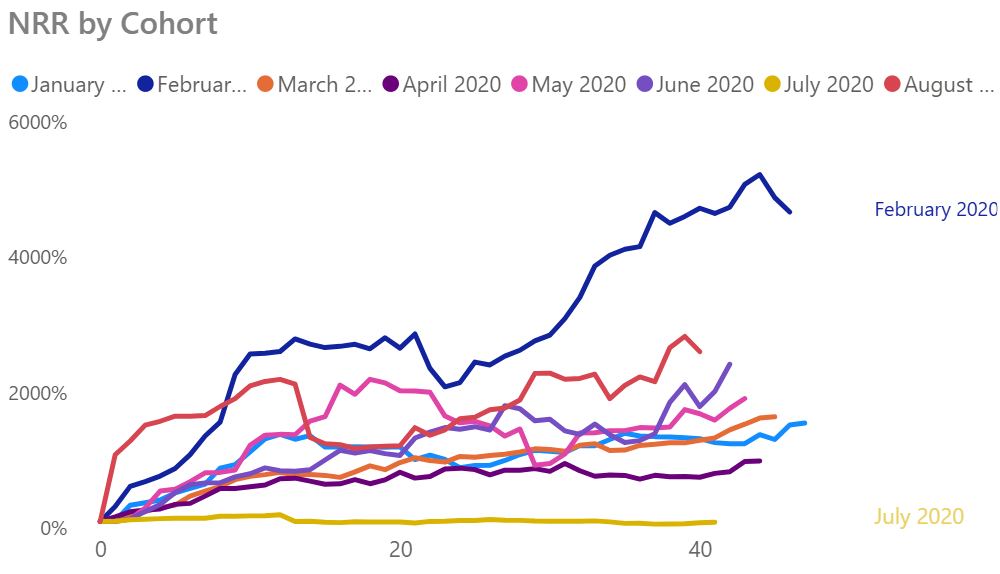 NRR by Cohort
January ... Februar... March 2... April 2020 May 2020 June 2020 July 2020 August ...
6000%
February 2020
4000%
2000%
0%
July 2020
0 20 40